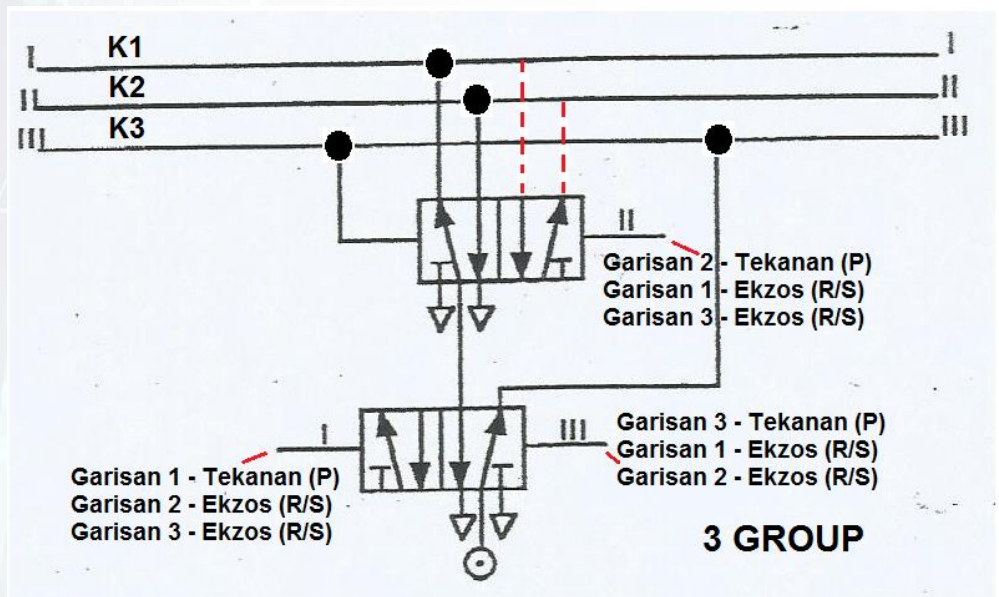 I K1 I
II K2 II
III K3 III
II
Garisan 2 - Tekanan (P)
Garisan 1 - Ekzos (R/S)
Garisan 3 - Ekzos (R/S)
I
Garisan 1 - Tekanan (P)
Garisan 2 - Ekzos (R/S)
Garisan 3 - Ekzos (R/S)
III
Garisan 3 - Tekanan (P)
Garisan 1 - Ekzos (R/S)
Garisan 2 - Ekzos (R/S)
3 GROUP